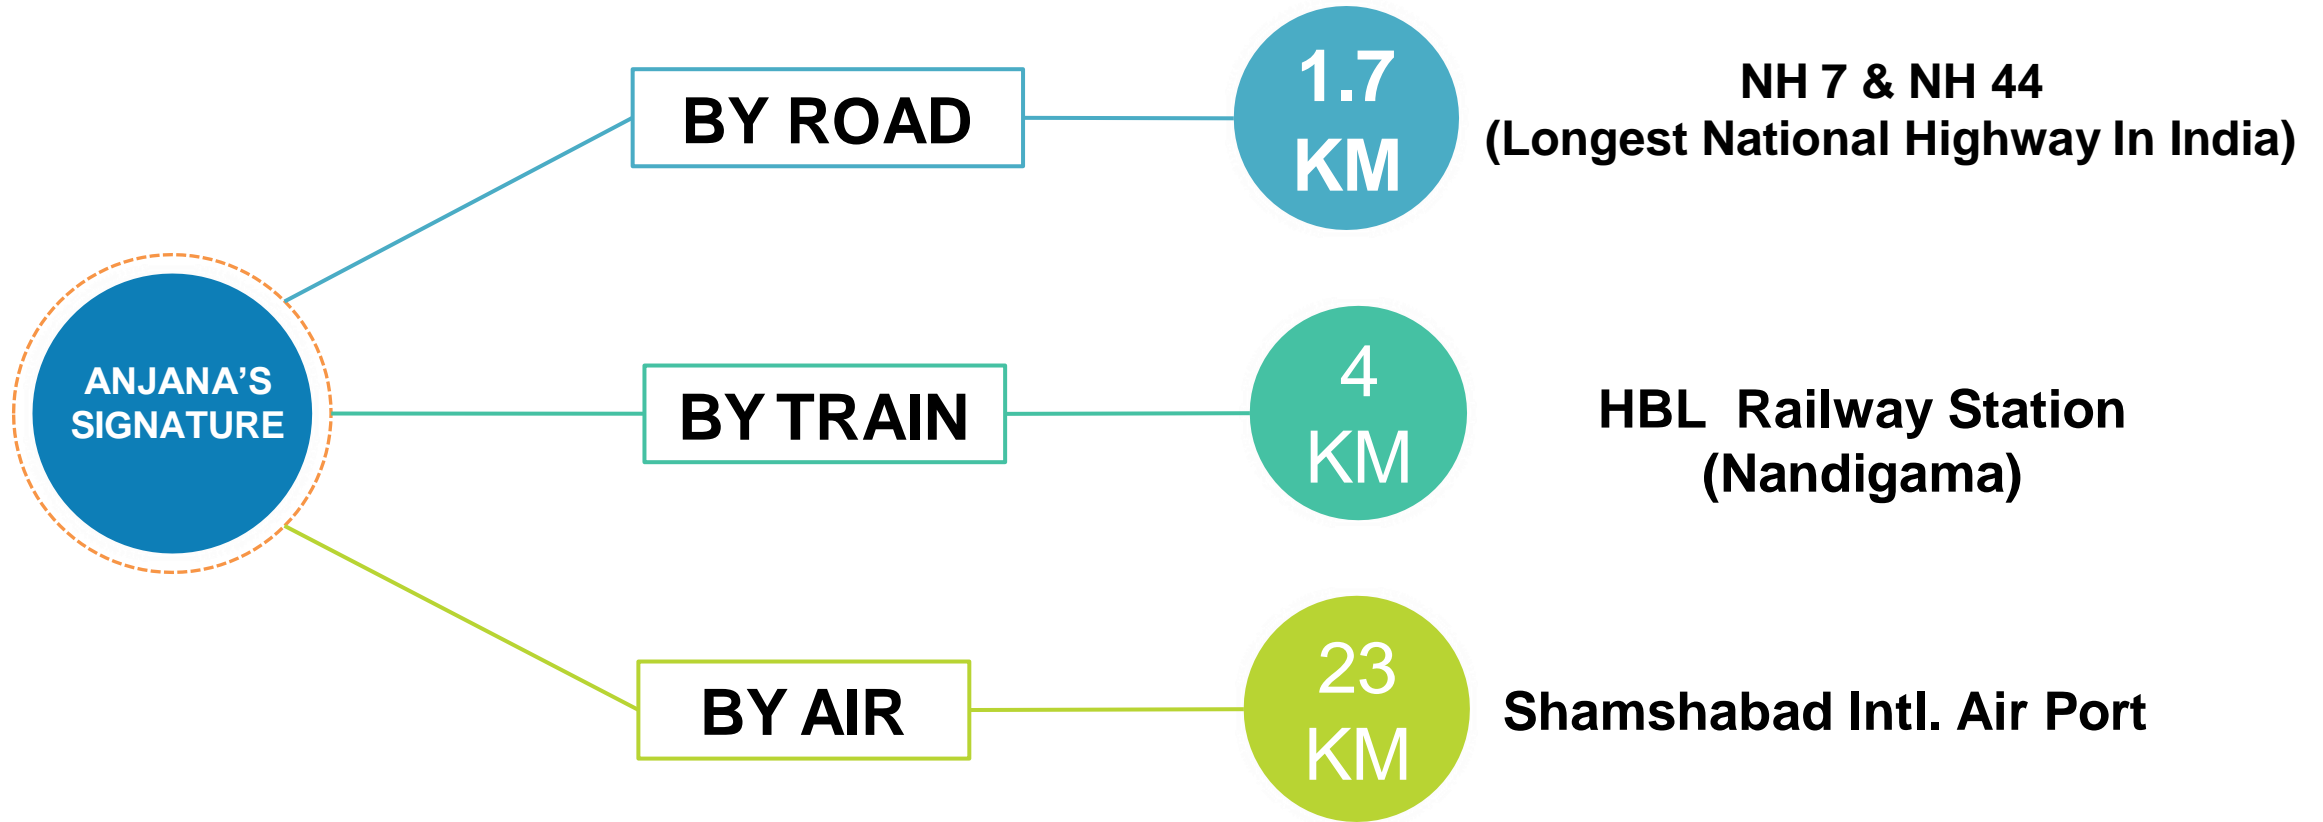 ANJANA’S
SIGNATURE
BY ROAD
1.7
KM
NH 7 & NH 44
(Longest National Highway In India)
BY TRAIN
4
KM
HBL  Railway Station
(Nandigama)
BY AIR
23
KM
Shamshabad Intl. Air Port